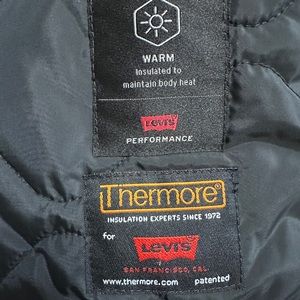 WARM
Insulated to
maintain body heat
Levi's
PERFORMANCE
Thermore®
INSULATION EXPERTS SINCE 1972
for
Levi's
SAN FRANCISCO, CAL.
www.thermore.com patented